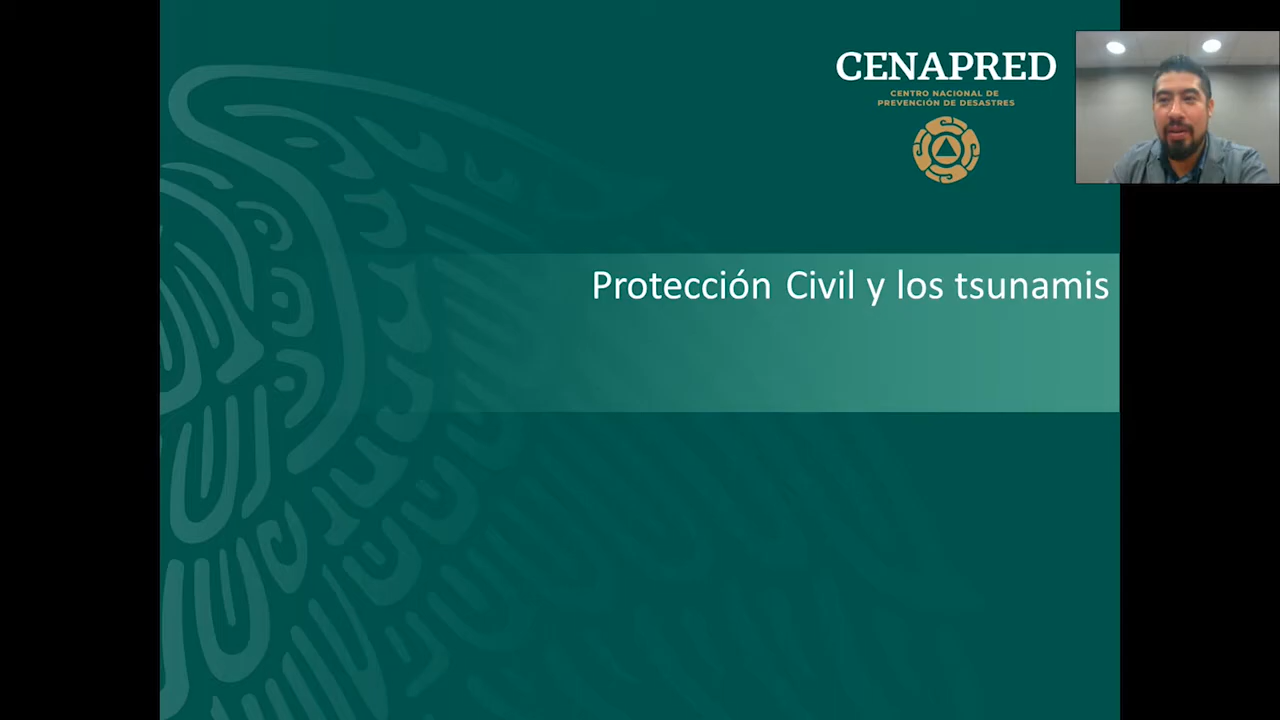 CENAPRED
CENTRO NACIONAL DE
PREVENCIÓN DE DESASTRES
Protección Civil y los tsunamis